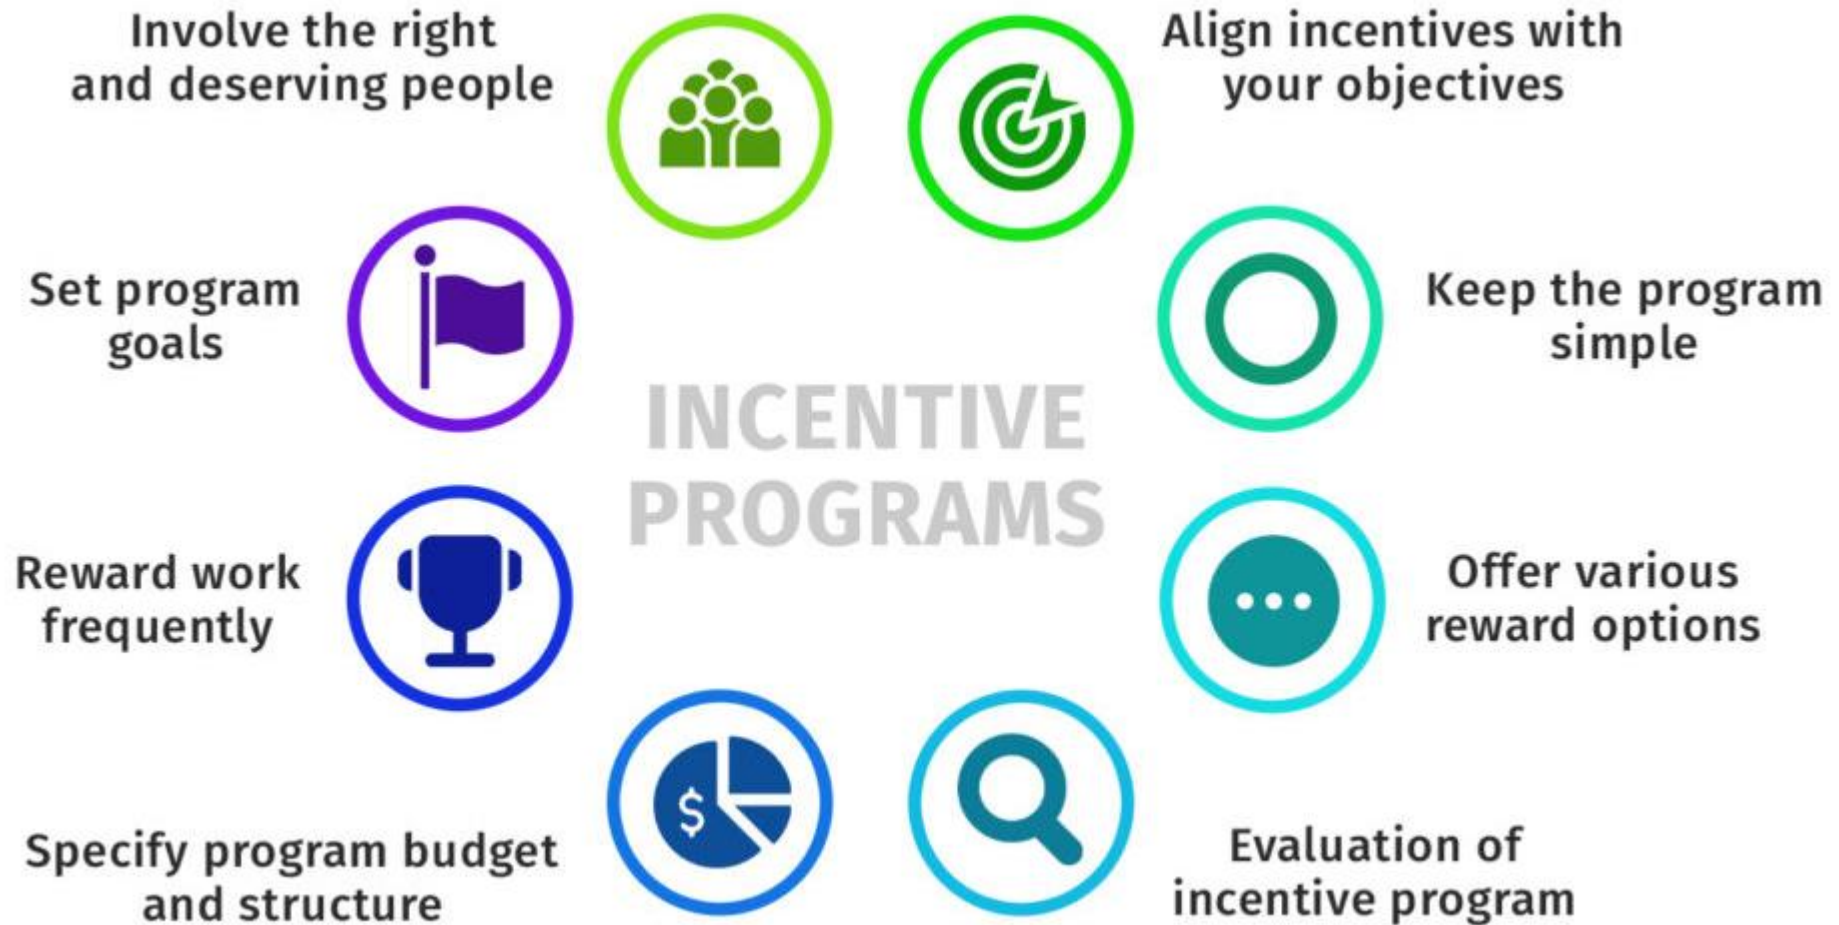 Involve the right
and deserving people
Align incentives with
your objectives
Set program
goals
Keep the program
simple
INCENTIVE
PROGRAMS
Reward work
frequently
Offer various
reward options
$
Specify program budget
and structure
Evaluation of
incentive program